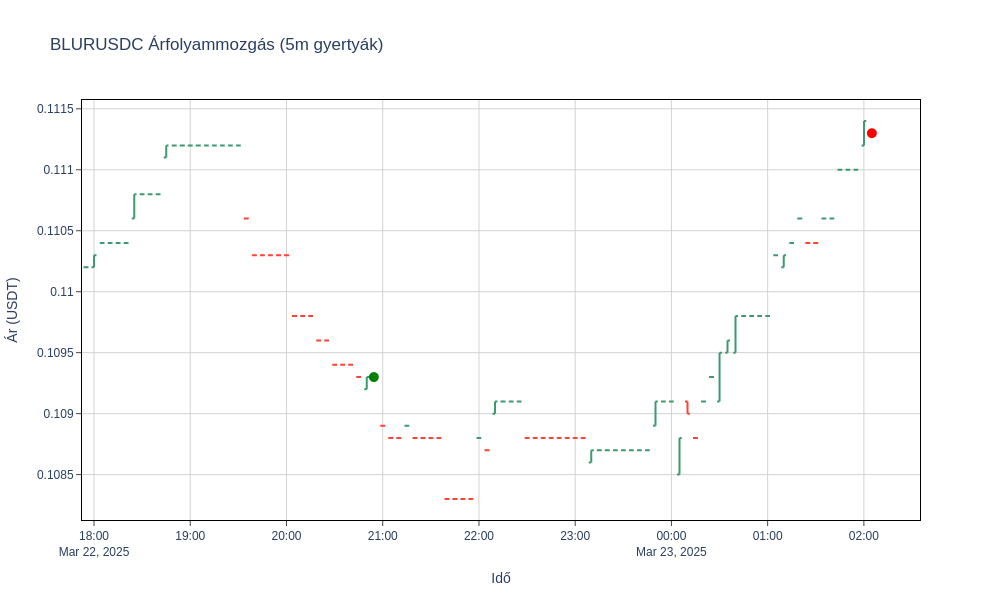 BLURUSDC Árfolyammozgás (5m gyertyák)
0.1115
0.111
0.1105
0.11
0.1095
0.109
0.1085
Ár (USDT)
18:00 19:00 20:00 21:00 22:00 23:00 00:00 01:00 02:00
Mar 22, 2025 Mar 23, 2025
Idő